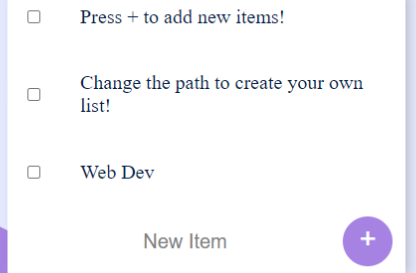 Press + to add new items!
Change the path to create your own
list!
Web Dev
New Item
+